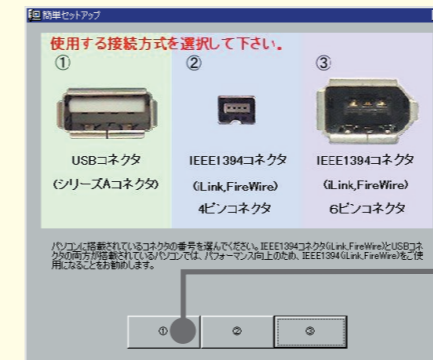 簡単セットアップ
使用する接続方式を選択して下さい。
① ② ③
USBコネクタ IEEE1394コネクタ IEEE1394コネクタ
(シリーズAコネクタ) (iLink,FireWire) (iLink,FireWire)
4ピンコネクタ 6ピンコネクタ
パソコンに搭載されているコネクタの番号を選んでください。IEEE1394コネクタ(iLink,FireWire)とUSBコネ
クタの両方が搭載されているパソコンでは、パフォーマンス向上のため、IEEE1394(iLink,FireWire)をご使
用になることをお勧めします。
① ② ③